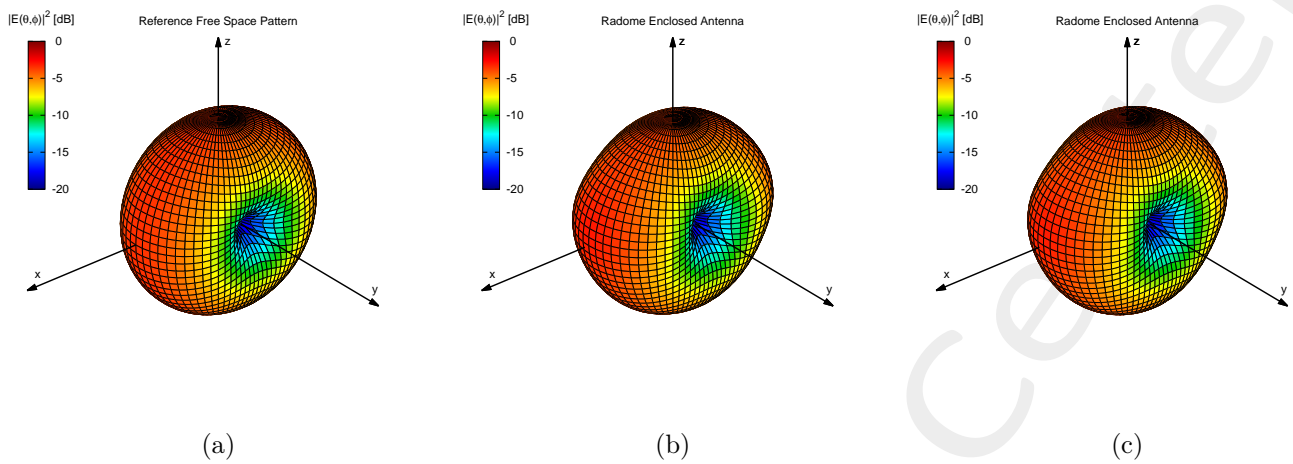 |E(θ,ϕ)|² [dB]
Reference Free Space Pattern
0
-5
-10
-15
-20
z
x
y
(a)
|E(θ,ϕ)|² [dB]
Radome Enclosed Antenna
0
-5
-10
-15
-20
z
x
y
(b)
|E(θ,ϕ)|² [dB]
Radome Enclosed Antenna
0
-5
-10
-15
-20
z
x
y
(c)